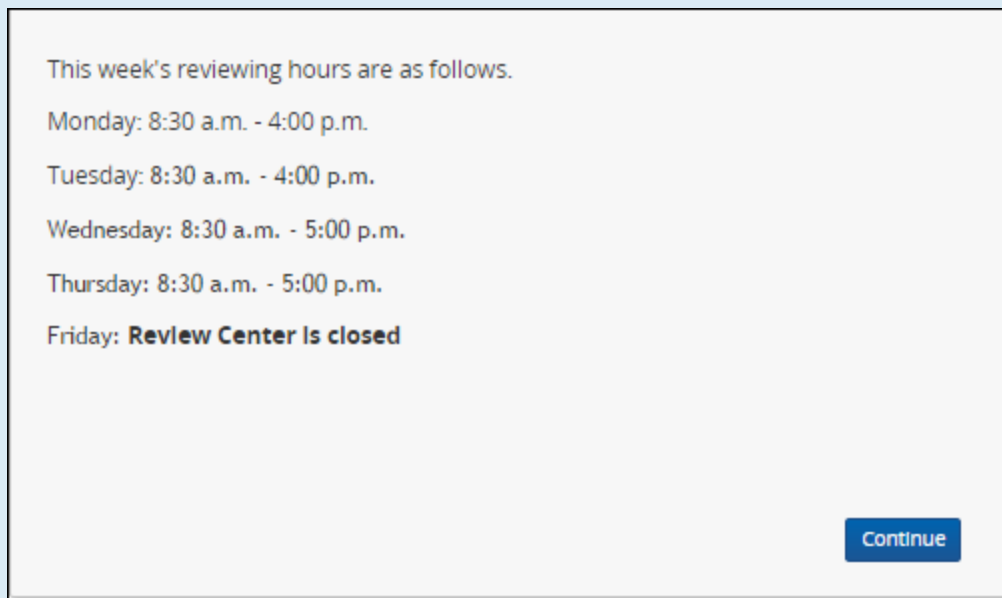 This week's reviewing hours are as follows.
Monday: 8:30 a.m. - 4:00 p.m.
Tuesday: 8:30 a.m. - 4:00 p.m.
Wednesday: 8:30 a.m. - 5:00 p.m.
Thursday: 8:30 a.m. - 5:00 p.m.
Friday: Review Center is closed
Continue